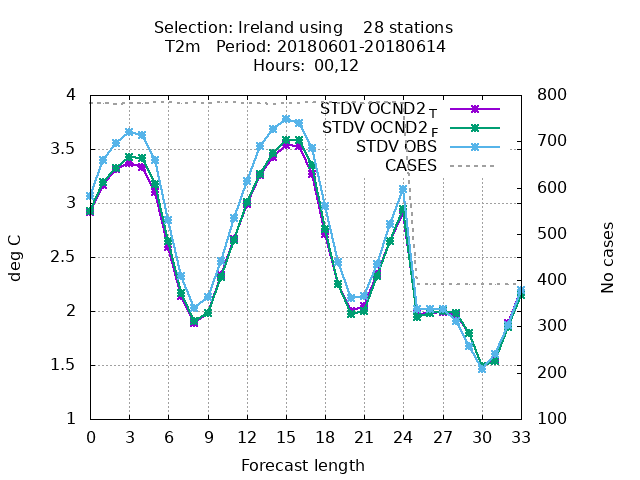 Selection: Ireland using    28 stations
T2m   Period: 20180601-20180614
Hours: 00,12
STDV OCND2 T
STDV OCND2 F
STDV OBS
CASES
4
3.5
3
2.5
2
1.5
1
deg C
800
700
600
500
400
300
200
100
No cases
0 3 6 9 12 15 18 21 24 27 30 33
Forecast length